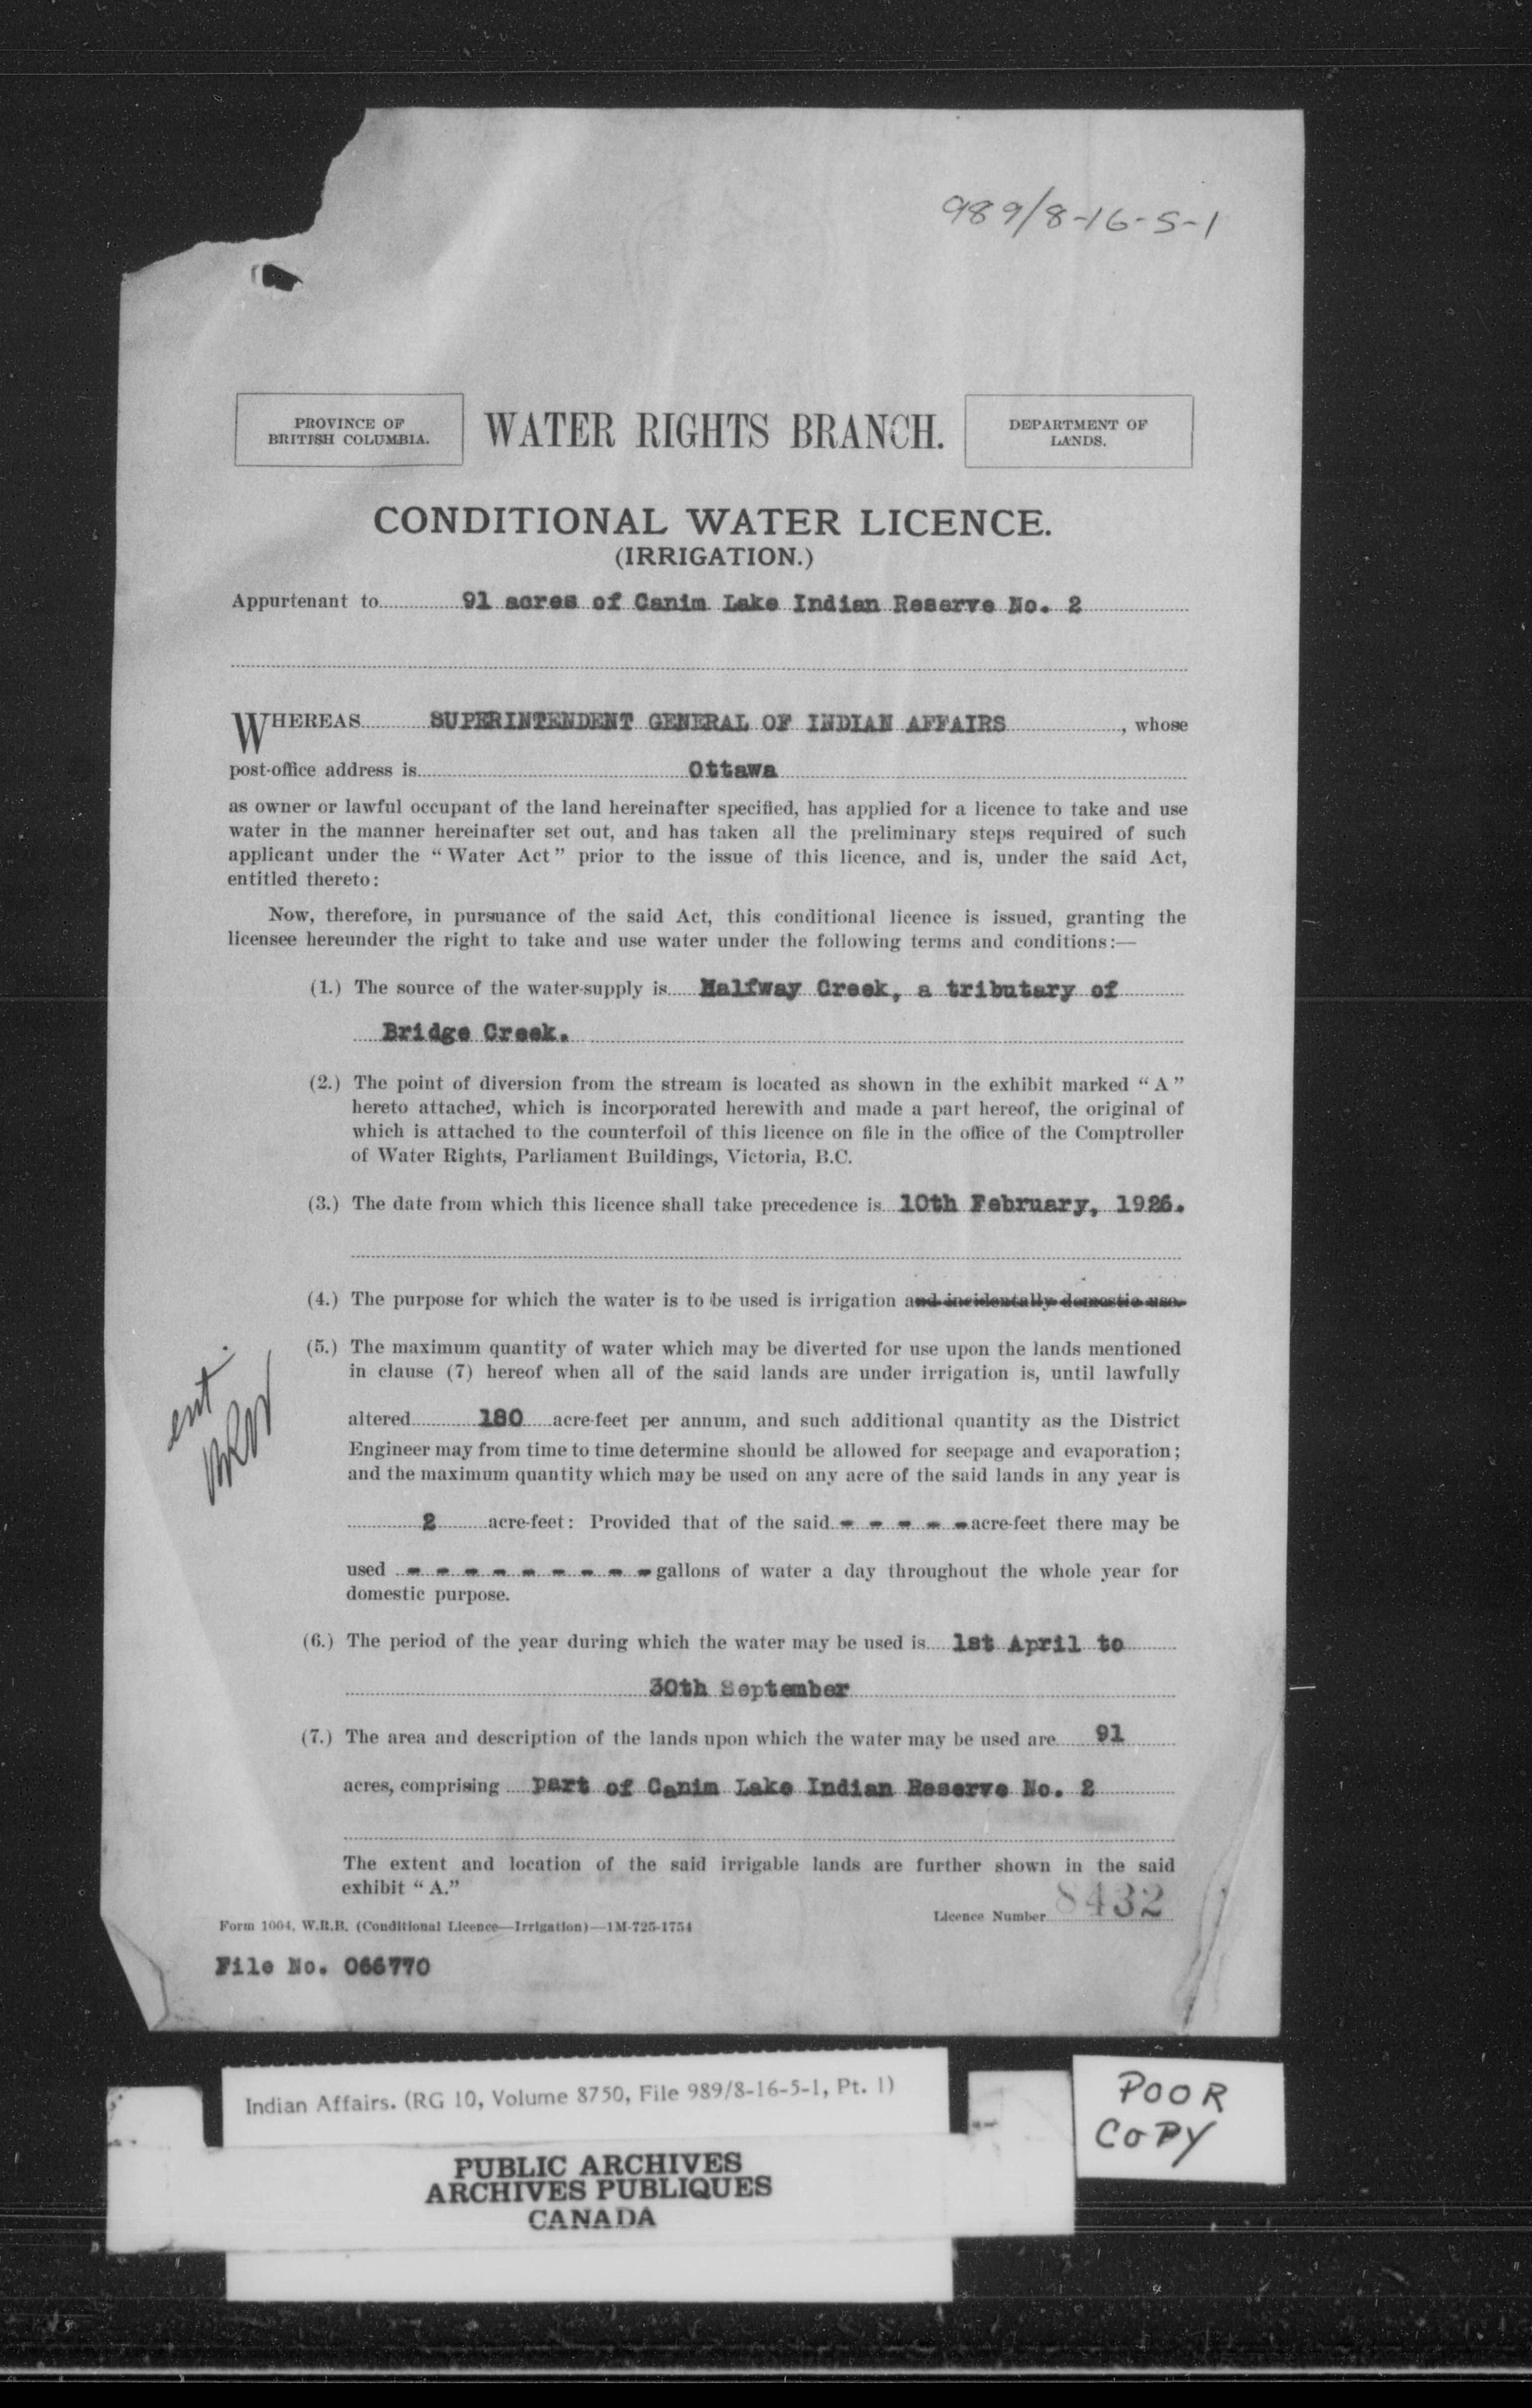 989/8-16-5-1
PROVINCE OF
BRITISH COLUMBIA.
WATER RIGHTS BRANCH.
DEPARTMENT OF
LANDS.
CONDITIONAL WATER LICENCE.
(IRRIGATION.)
Appurtenant to 91 acres of Canim Lake Indian Reserve No. 2
WHEREAS SUPERINTENDENT GENERAL OF INDIAN AFFAIRS, whose
post-office address is Ottawa
as owner or lawful occupant of the land hereinafter specified, has applied for a licence to take and use
water in the manner hereinafter set out, and has taken all the preliminary steps required of such
applicant under the “Water Act” prior to the issue of this licence, and is, under the said Act,
entitled thereto:
Now, therefore, in pursuance of the said Act, this conditional licence is issued, granting the
licensee hereunder the right to take and use water under the following terms and conditions:—
(1.) The source of the water-supply is Halfway Creek, a tributary of
Bridge Creek.
(2.) The point of diversion from the stream is located as shown in the exhibit marked “A”
hereto attached, which is incorporated herewith and made a part hereof, the original of
which is attached to the counterfoil of this licence on file in the office of the Comptroller
of Water Rights, Parliament Buildings, Victoria, B.C.
(3.) The date from which this licence shall take precedence is 10th February, 1926.
(4.) The purpose for which the water is to be used is irrigation and incidentally domestic use.
(5.) The maximum quantity of water which may be diverted for use upon the lands mentioned
in clause (7) hereof when all of the said lands are under irrigation is, until lawfully
altered 180 acre-feet per annum, and such additional quantity as the District
Engineer may from time to time determine should be allowed for seepage and evaporation;
and the maximum quantity which may be used on any acre of the said lands in any year is
2 acre-feet: Provided that of the said - - - - - acre-feet there may be
used - - - - - - - - - gallons of water a day throughout the whole year for
domestic purpose.
(6.) The period of the year during which the water may be used is 1st April to
30th September
(7.) The area and description of the lands upon which the water may be used are 91
acres, comprising part of Canim Lake Indian Reserve No. 2
The extent and location of the said irrigable lands are further shown in the said
exhibit “A.”
Licence Number 8432
Form 1004, W.R.B. (Conditional Licence—Irrigation)—1M-725-1754
File No. 066770
ent.
Indian Affairs. (RG 10, Volume 8750, File 989/8-16-5-1, Pt. 1)
PUBLIC ARCHIVES
ARCHIVES PUBLIQUES
CANADA
POOR
COPY